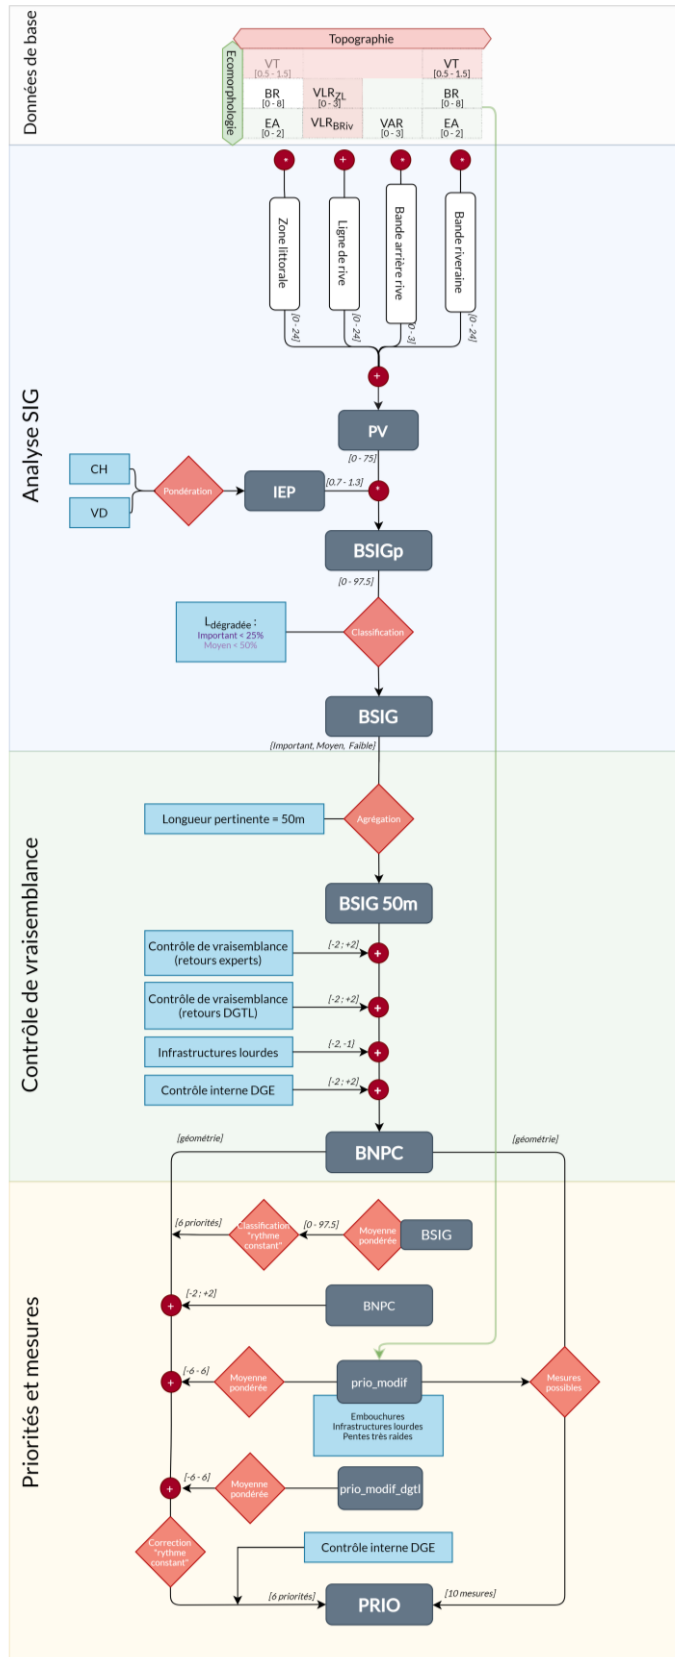 Données de base
Topographie
Ecomorphologie
VT
[0.5 - 1.5]
VT
[0.5 - 1.5]
BR
[0 - 8]
VLRZL
[0 - 3]
BR
[0 - 8]
EA
[0 - 2]
VLRBRiv
VAR
[0 - 3]
EA
[0 - 2]
Analyse SIG
*
+
*
*
Zone littorale
Ligne de rive
Bande arrière rive
Bande riveraine
[0 - 24]
[0 - 24]
[0 - 3]
[0 - 24]
+
PV
[0 - 75]
CH
VD
Pondération
IEP
[0.7 - 1.3]
*
BSIGp
[0 - 97.5]
Ldégradée :
Important < 25%
Moyen < 50%
Classification
BSIG
[Important, Moyen, Faible]
Contrôle de vraisemblance
Longueur pertinente = 50m
Agrégation
BSIG 50m
Contrôle de vraisemblance
(retours experts)
[-2 ; +2]
+
Contrôle de vraisemblance
(retours DGTL)
[-2 ; +2]
+
Infrastructures lourdes
[-2, -1]
+
Contrôle interne DGE
[-2 ; +2]
+
[géométrie]
BNPC
[géométrie]
Priorités et mesures
[6 priorités]
Classification
"rythme
constant"
[0 - 97.5]
Moyenne
pondérée
BSIG
+
[-2 ; +2]
BNPC
+
[-6 - 6]
Moyenne
pondérée
prio_modif
Mesures
possibles
Embouchures
Infrastructures lourdes
Pentes très raides
+
[-6 - 6]
Moyenne
pondérée
prio_modif_dgtl
Correction
"rythme
constant"
Contrôle interne DGE
[6 priorités]
PRIO
[10 mesures]